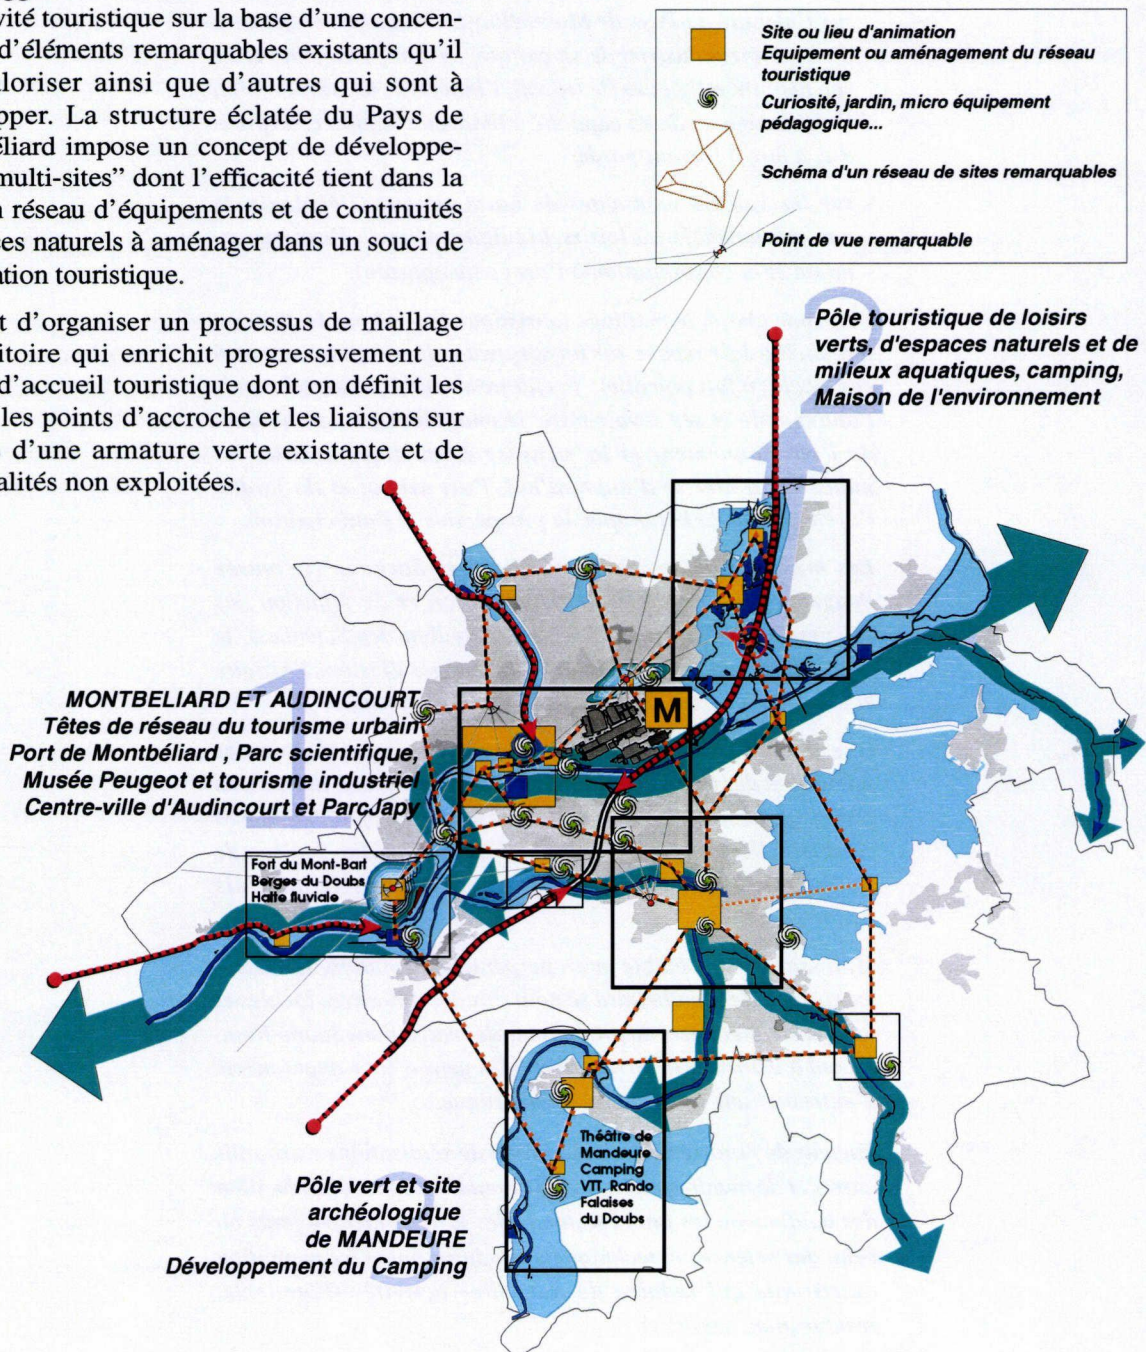 vité touristique sur la base d'une concen-
d'éléments remarquables existants qu'il
loriser ainsi que d'autres qui sont à
pper. La structure éclatée du Pays de
éliard impose un concept de développe-
multi-sites” dont l'efficacité tient dans la
n réseau d'équipements et de continuités
ses naturels à aménager dans un souci de
ation touristique.
t d'organiser un processus de maillage
itoire qui enrichit progressivement un
d'accueil touristique dont on définit les
les points d'accroche et les liaisons sur
d'une armature verte existante et de
alités non exploitées.
Site ou lieu d'animation
Equipement ou aménagement du réseau
touristique
Curiosité, jardin, micro équipement
pédagogique...
Schéma d'un réseau de sites remarquables
Point de vue remarquable
2
Pôle touristique de loisirs
verts, d'espaces naturels et de
milieux aquatiques, camping,
Maison de l'environnement
1
MONTBELIARD ET AUDINCOURT
Têtes de réseau du tourisme urbain
Port de Montbéliard , Parc scientifique,
Musée Peugeot et tourisme industriel
Centre-ville d'Audincourt et Parc Japy
M
Fort du Mont-Bart
Berges du Doubs
Halte fluviale
Théâtre de
Mandeure
Camping
VTT, Rando
Falaises
du Doubs
3
Pôle vert et site
archéologique
de MANDEURE
Développement du Camping